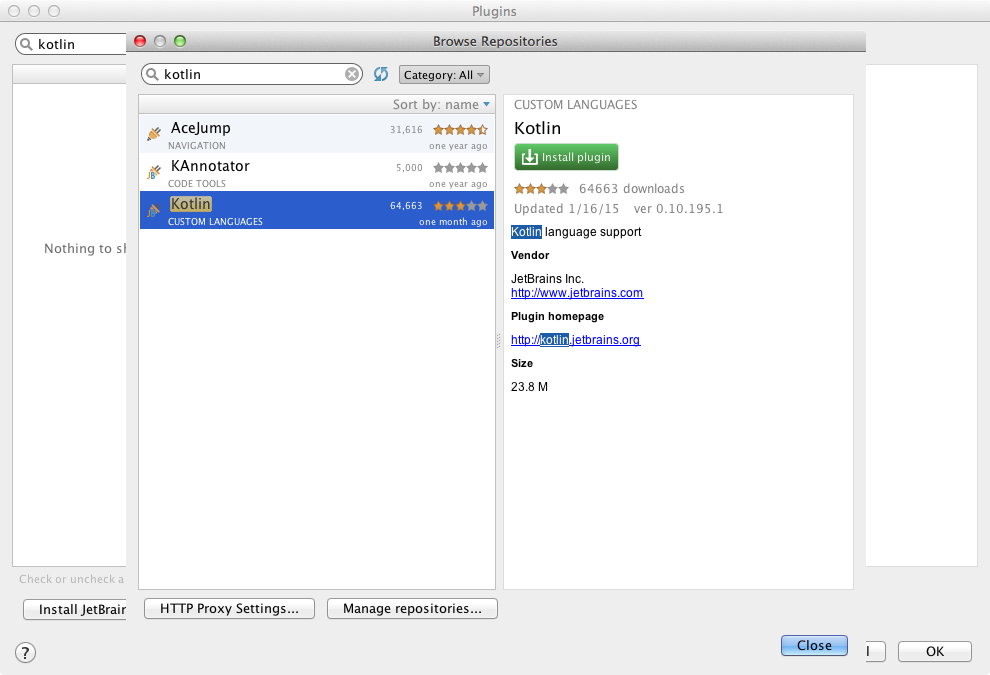 Plugins
kotlin
Browse Repositories
kotlin
Category: All
Sort by: name
AceJump
31,616
NAVIGATION
one year ago
KAnnotator
5,000
CODE TOOLS
one year ago
Kotlin
64,663
CUSTOM LANGUAGES
one month ago
CUSTOM LANGUAGES
Kotlin
Install plugin
64663 downloads
Updated 1/16/15 ver 0.10.195.1
Kotlin language support
Vendor
JetBrains Inc.
http://www.jetbrains.com
Plugin homepage
http://kotlin.jetbrains.org
Size
23.8 M
Nothing to
Check or uncheck a
Install JetBrain
HTTP Proxy Settings...
Manage repositories...
Close
?
OK